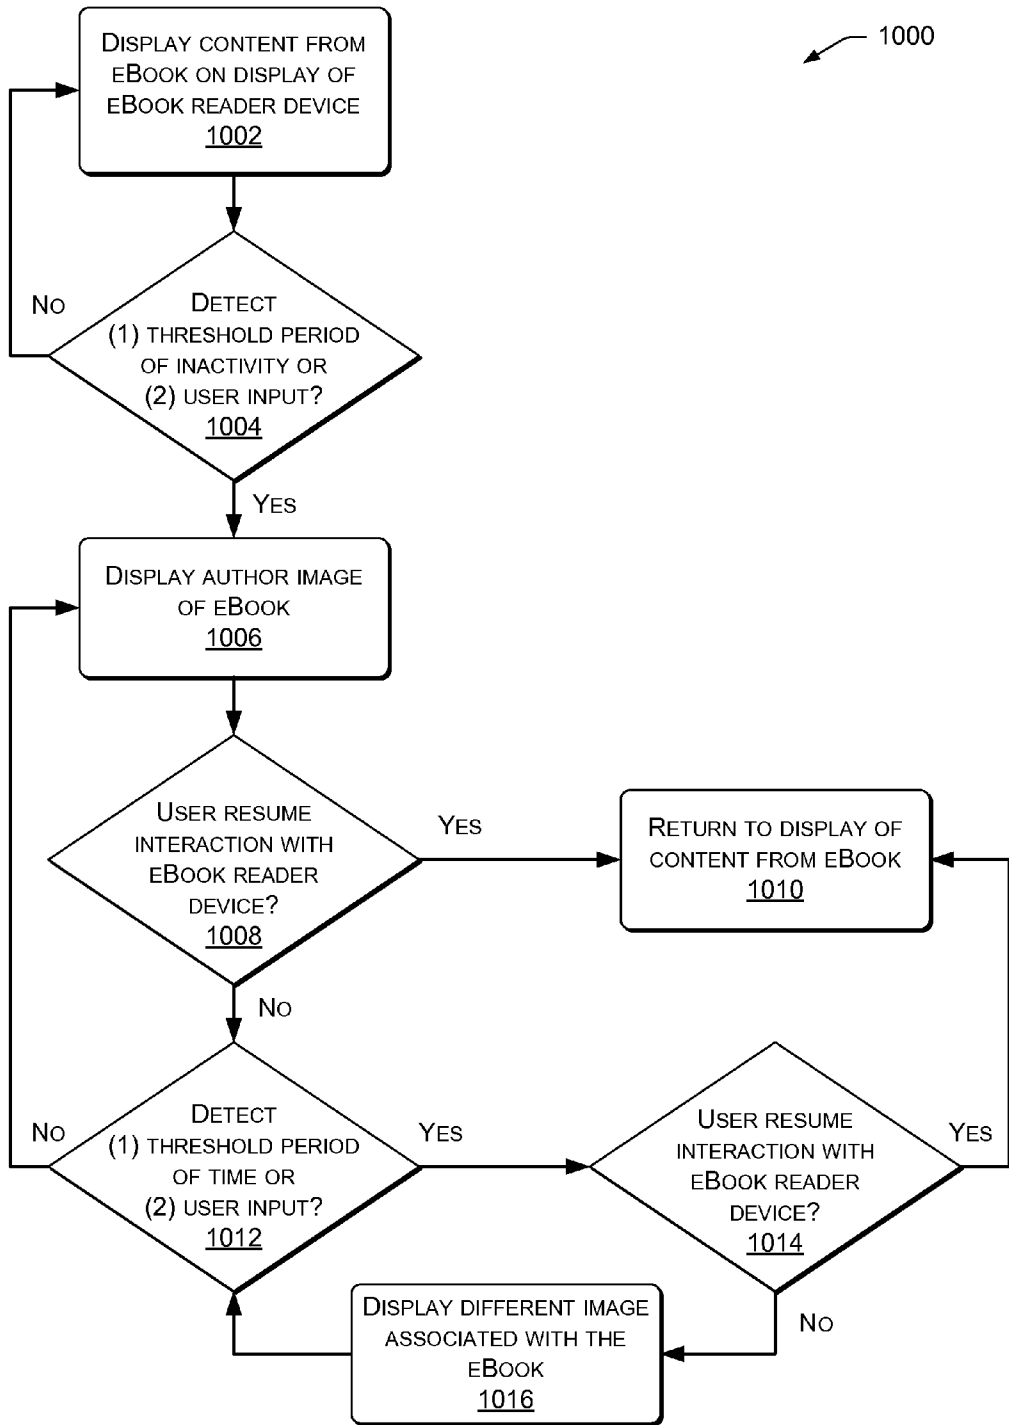 1000
DISPLAY CONTENT FROM
EBOOK ON DISPLAY OF
EBOOK READER DEVICE
1002
NO
DETECT
(1) THRESHOLD PERIOD
OF INACTIVITY OR
(2) USER INPUT?
1004
YES
DISPLAY AUTHOR IMAGE
OF EBOOK
1006
USER RESUME
INTERACTION WITH
EBOOK READER
DEVICE?
1008
YES
RETURN TO DISPLAY OF
CONTENT FROM EBOOK
1010
NO
NO
DETECT
(1) THRESHOLD PERIOD
OF TIME OR
(2) USER INPUT?
1012
YES
USER RESUME
INTERACTION WITH
EBOOK READER
DEVICE?
1014
YES
NO
DISPLAY DIFFERENT IMAGE
ASSOCIATED WITH THE
EBOOK
1016